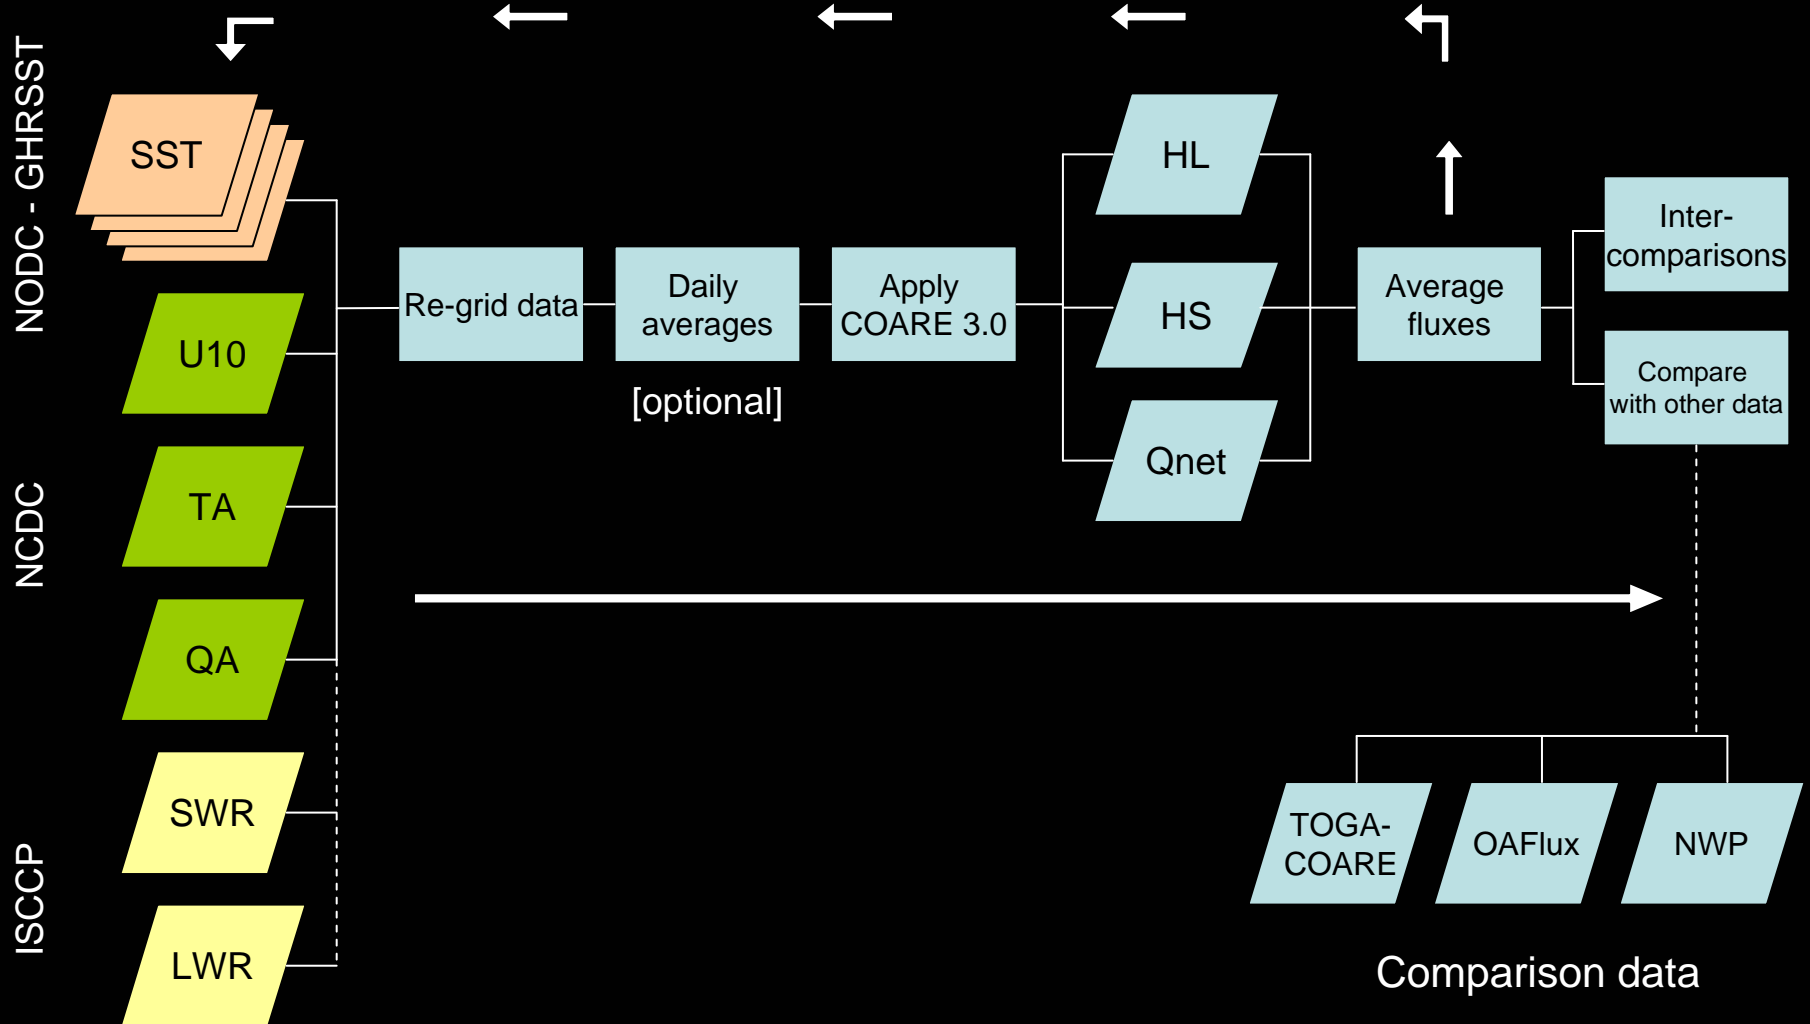 NODC - GHRSST
NCDC
ISCCP
SST
U10
TA
QA
SWR
LWR
Re-grid data
Daily
averages
[optional]
Apply
COARE 3.0
HL
HS
Qnet
Average
fluxes
Inter-
comparisons
Compare
with other data
TOGA-
COARE
OAFlux
NWP
Comparison data